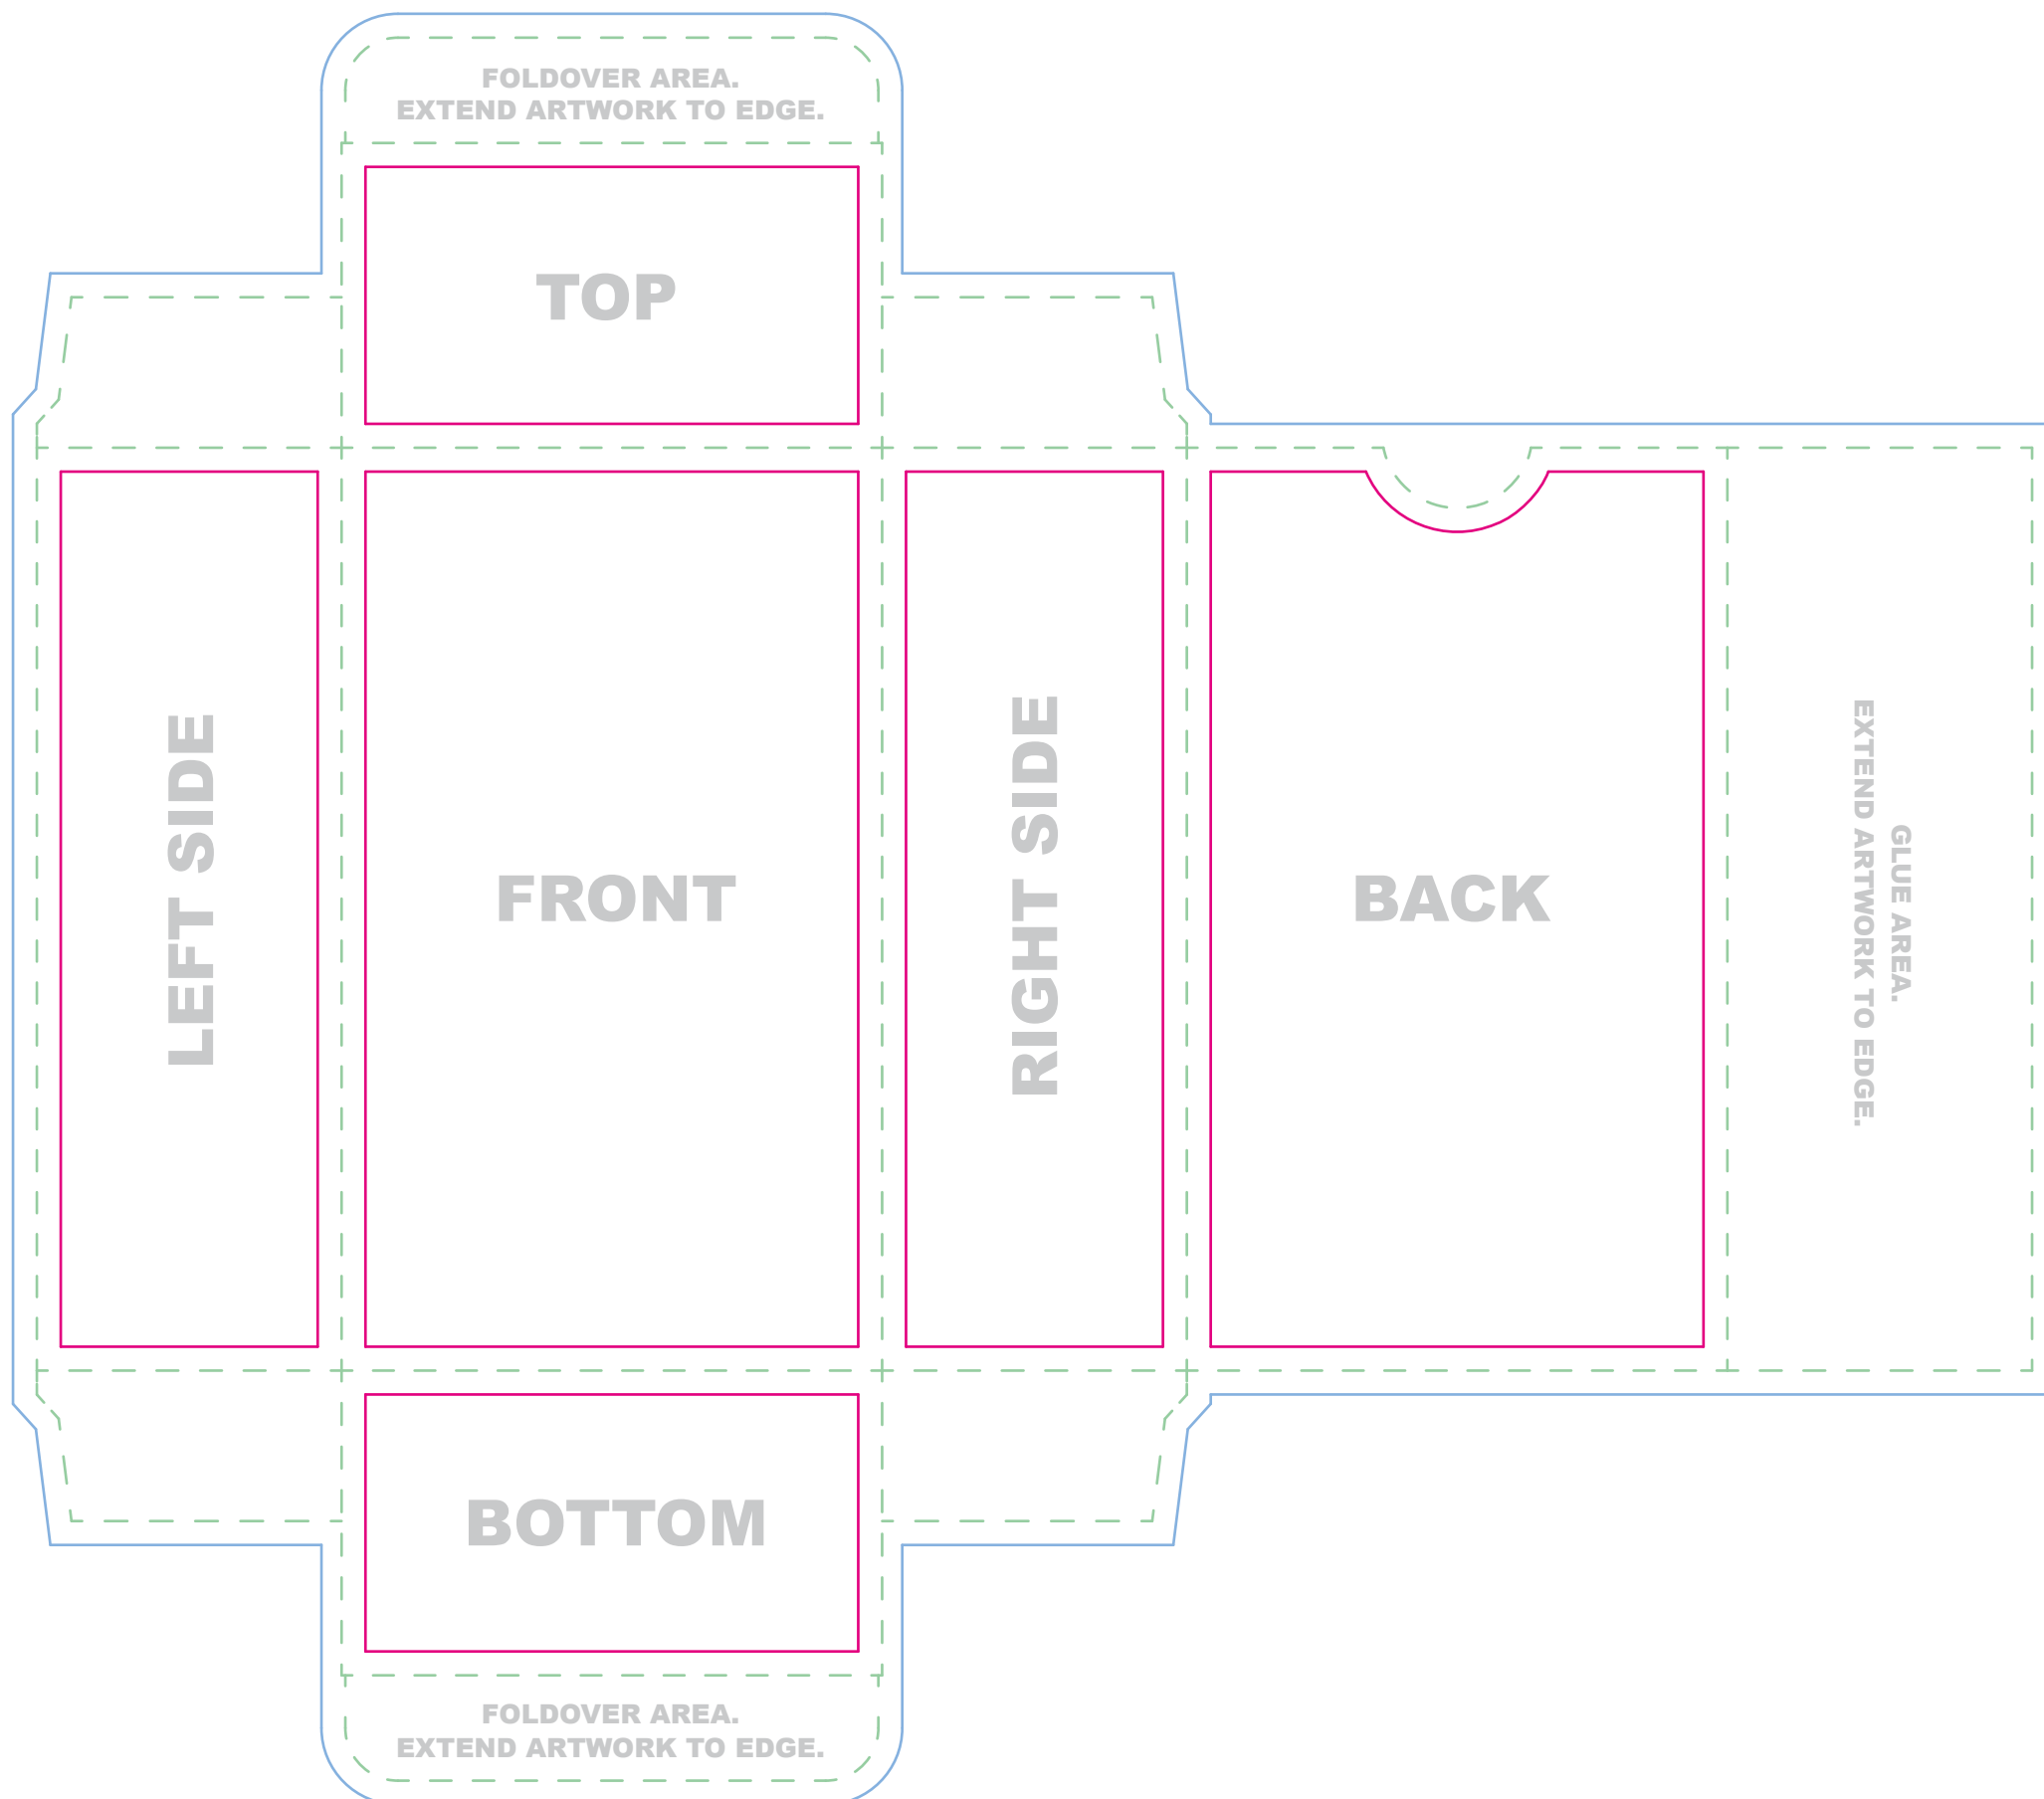 FOLDOVER AREA.
EXTEND ARTWORK TO EDGE.
TOP
LEFT SIDE
FRONT
RIGHT SIDE
BACK
GLUE AREA.
EXTEND ARTWORK TO EDGE.
BOTTOM
FOLDOVER AREA.
EXTEND ARTWORK TO EDGE.